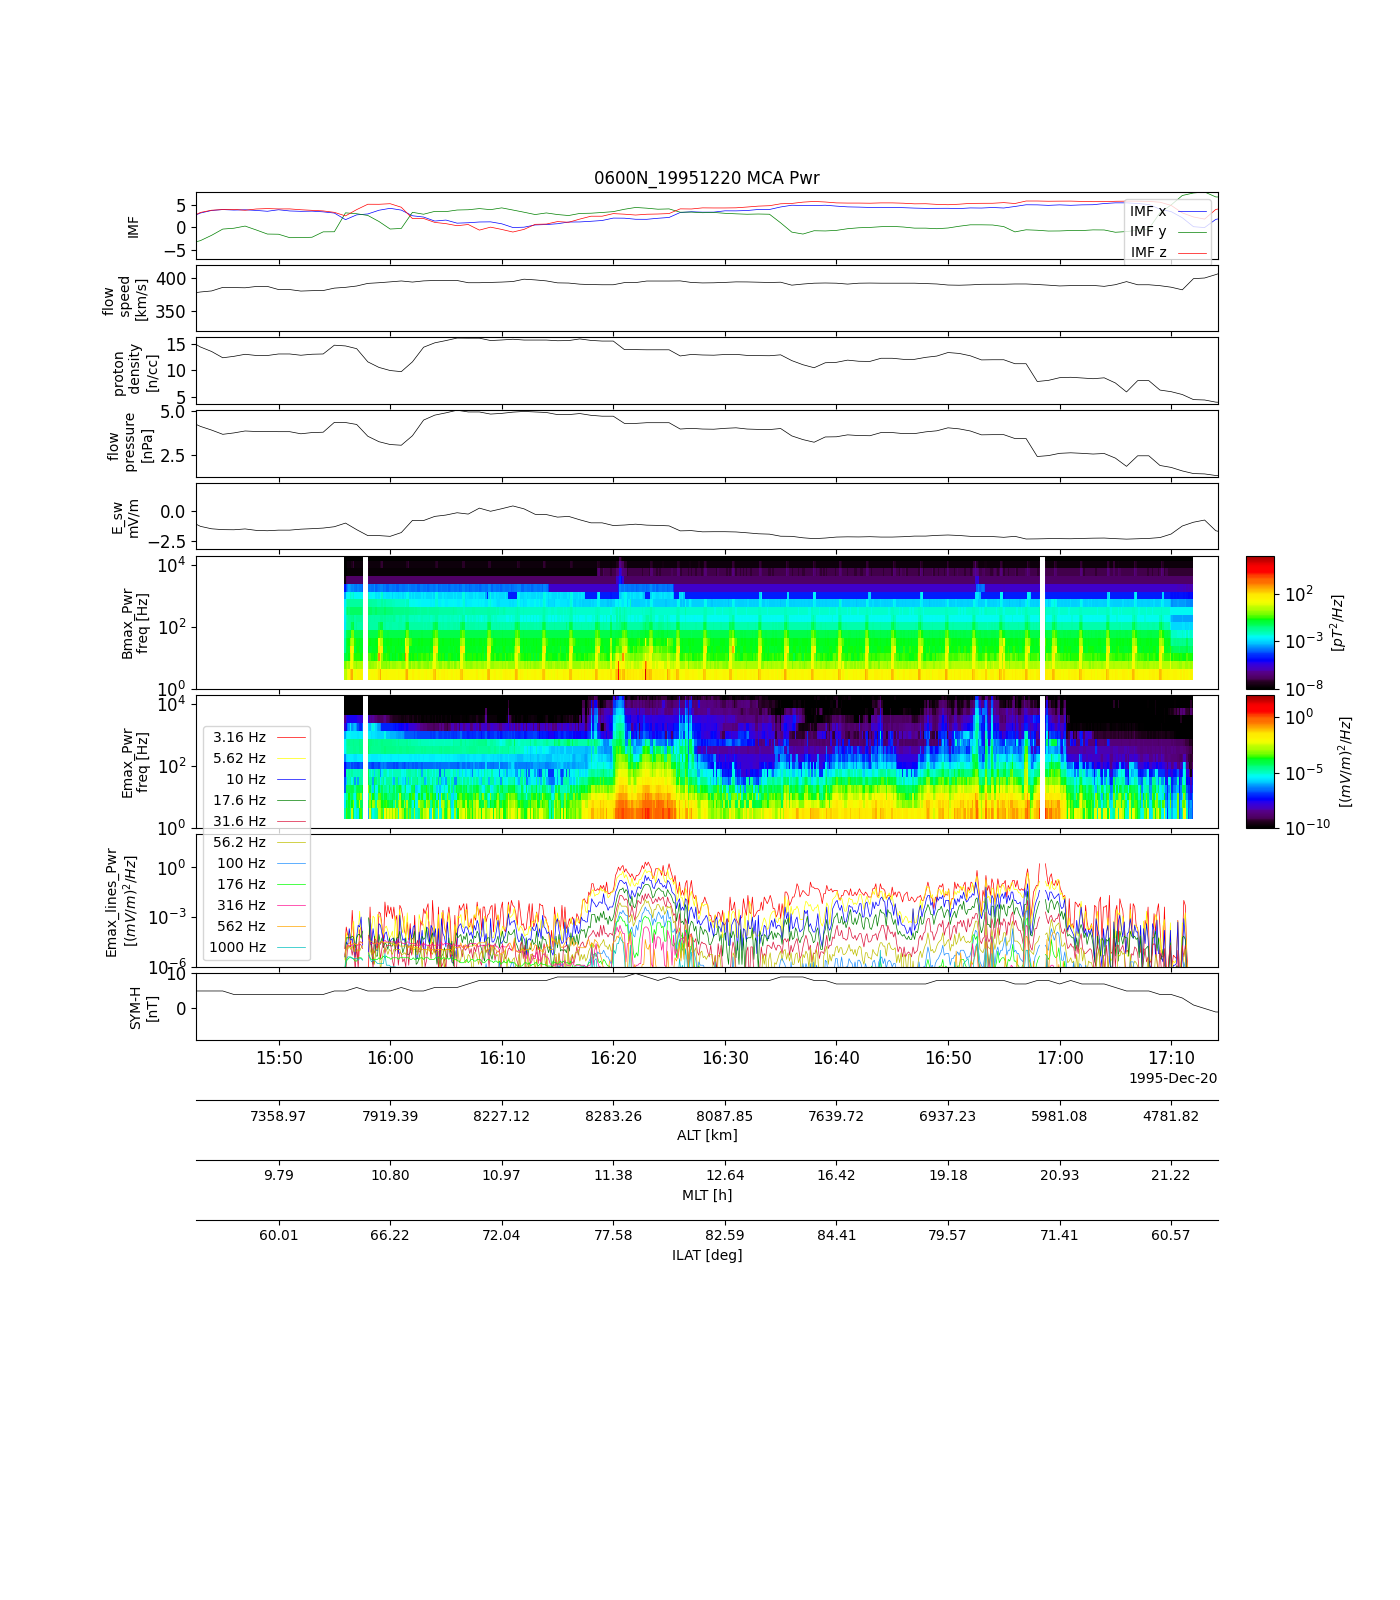 0600N_19951220 MCA Pwr
IMF
5
0
−5
IMF x
IMF y
IMF z
flow
speed
[km/s]
400
350
proton
density
[n/cc]
15
10
5
flow
pressure
[nPa]
5.0
2.5
E_sw
mV/m
0.0
−2.5
Bmax_Pwr
freq [Hz]
10^4
10^2
10^0
10^2
10^−3
10^−8
[pT^2/Hz]
Emax_Pwr
freq [Hz]
10^4
10^2
10^0
10^0
10^−5
10^−10
[(mV/m)^2/Hz]
3.16 Hz
5.62 Hz
10 Hz
17.6 Hz
31.6 Hz
56.2 Hz
100 Hz
176 Hz
316 Hz
562 Hz
1000 Hz
Emax_lines_Pwr
[(mV/m)^2/Hz]
10^0
10^−3
10^−6
SYM-H
[nT]
10
0
15:50 16:00 16:10 16:20 16:30 16:40 16:50 17:00 17:10
1995-Dec-20
7358.97 7919.39 8227.12 8283.26 8087.85 7639.72 6937.23 5981.08 4781.82
ALT [km]
9.79 10.80 10.97 11.38 12.64 16.42 19.18 20.93 21.22
MLT [h]
60.01 66.22 72.04 77.58 82.59 84.41 79.57 71.41 60.57
ILAT [deg]